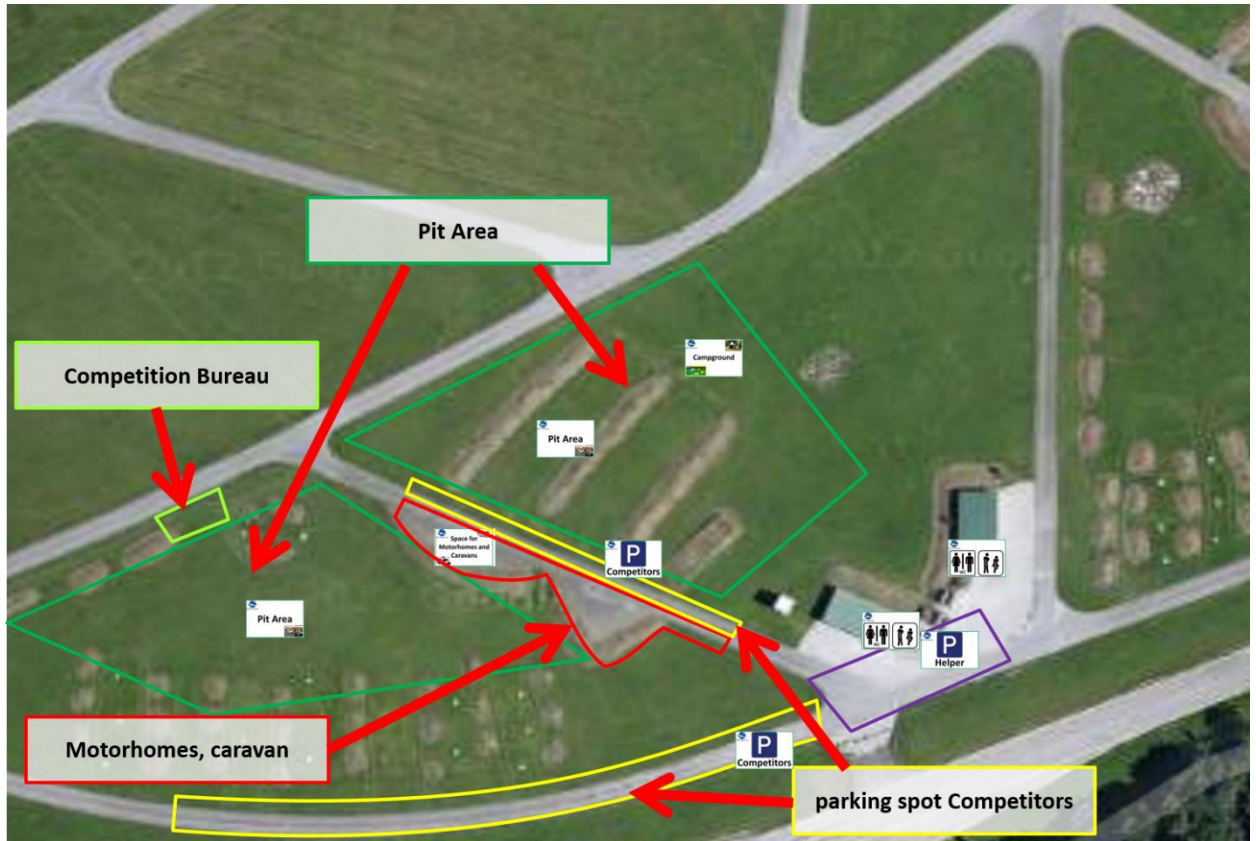 Pit Area
Competition Bureau
Campground
Pit Area
Space for
Motorhomes and
Caravans
P
Competitors
Pit Area
P
Helper
Motorhomes, caravan
P
Competitors
parking spot Competitors